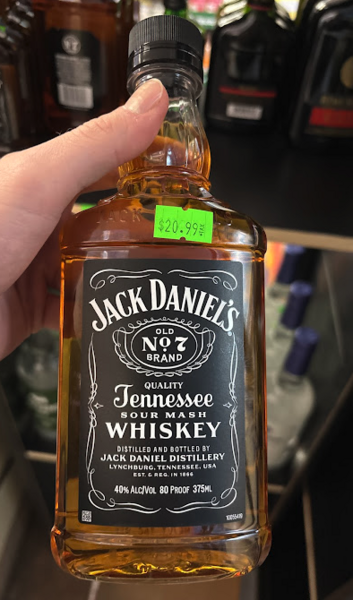 $20.99
JACK DANIEL'S
OLD
Nº 7
BRAND
QUALITY
Tennessee
SOUR MASH
WHISKEY
DISTILLED AND BOTTLED BY
JACK DANIEL DISTILLERY
LYNCHBURG, TENNESSEE, USA
EST. & REG. IN 1866
40% ALC/VOL 80 PROOF 375ML